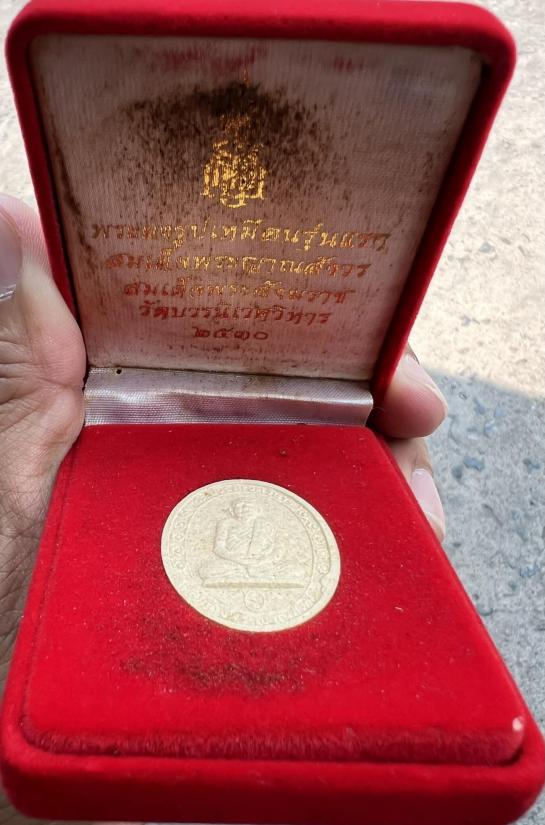 พระผงรูปเหมือนรุ่นแรก
สมเด็จพระญาณสังวร
สมเด็จพระสังฆราช
วัดบวรนิเวศวิหาร
๒๕๓๐